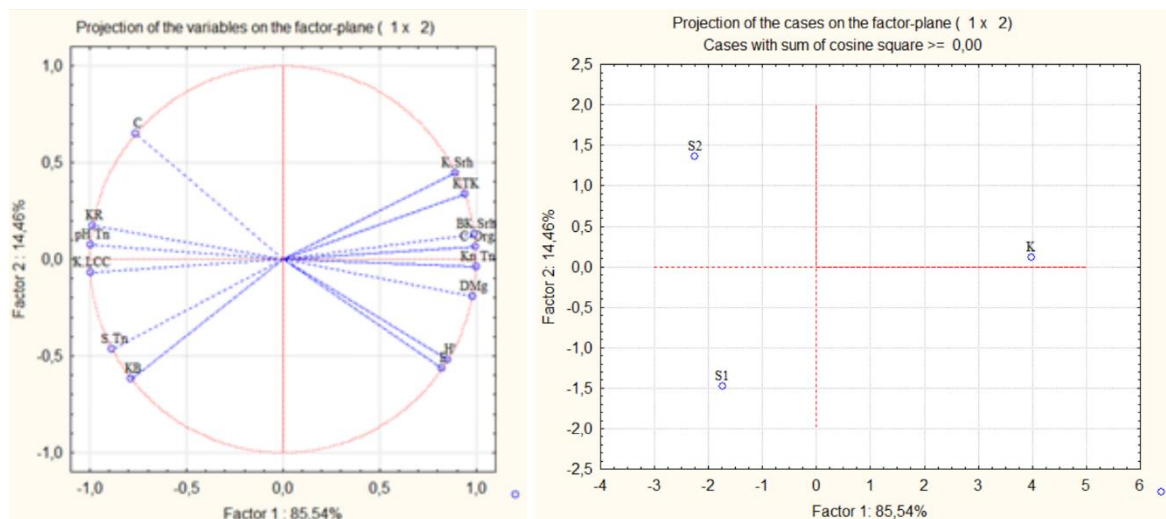 Projection of the variables on the factor-plane ( 1 x 2)
1,0
0,5
0,0
-0,5
-1,0
Factor 2 : 14,46%
C
K.Srh
KTK
KR
BK.Srh
pH Tn
C-Org
Kn Tn
K.LCC
DMg
S.Tn
H'
E
KB
-1,0 -0,5 0,0 0,5 1,0
Factor 1 : 85,54%
Projection of the cases on the factor-plane ( 1 x 2)
Cases with sum of cosine square >= 0,00
2,5
2,0
1,5
1,0
0,5
0,0
-0,5
-1,0
-1,5
-2,0
-2,5
Factor 2: 14,46%
S2
K
S1
-4 -3 -2 -1 0 1 2 3 4 5 6
Factor 1: 85,54%